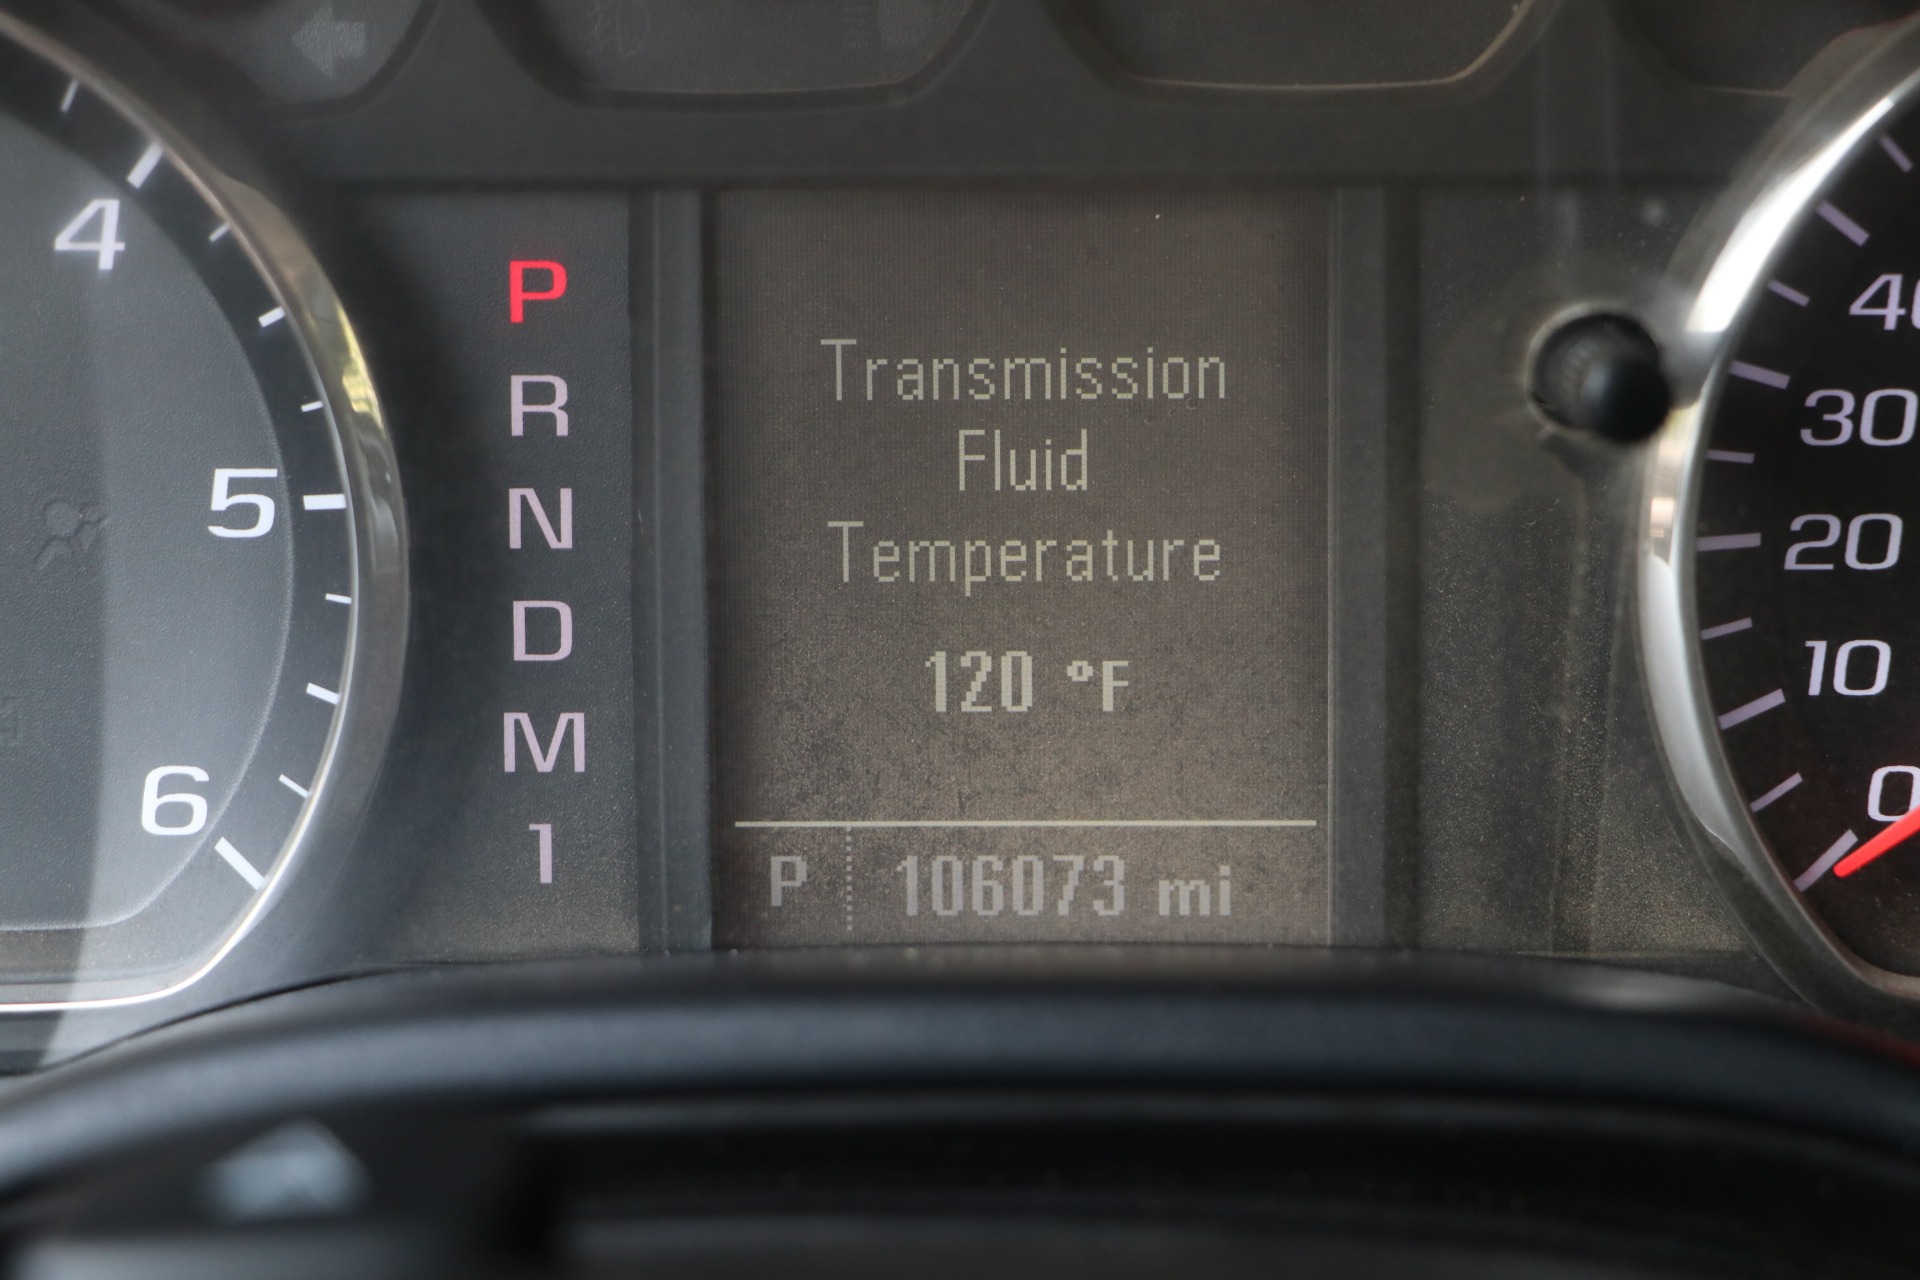 4
5
6
P
R
N
D
M
1
Transmission
Fluid
Temperature
120 °F
P 106073 mi
40
30
20
10
0